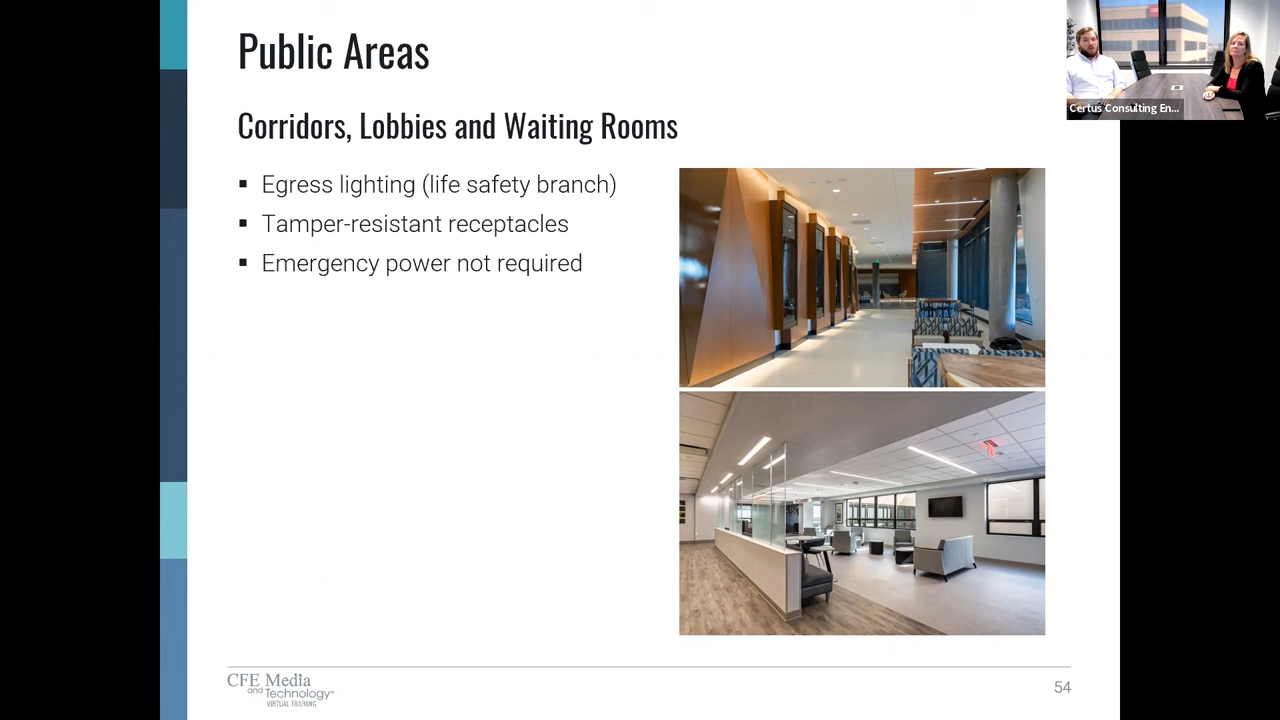 Public Areas
Certus Consulting En...
Corridors, Lobbies and Waiting Rooms
▪ Egress lighting (life safety branch)
▪ Tamper-resistant receptacles
▪ Emergency power not required
CFE Media
and Technology™
VIRTUAL TRAINING
54